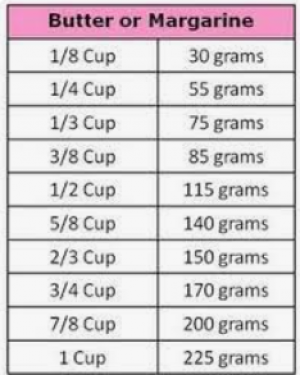 Butter or Margarine
1/8 Cup 30 grams
1/4 Cup 55 grams
1/3 Cup 75 grams
3/8 Cup 85 grams
1/2 Cup 115 grams
5/8 Cup 140 grams
2/3 Cup 150 grams
3/4 Cup 170 grams
7/8 Cup 200 grams
1 Cup 225 grams